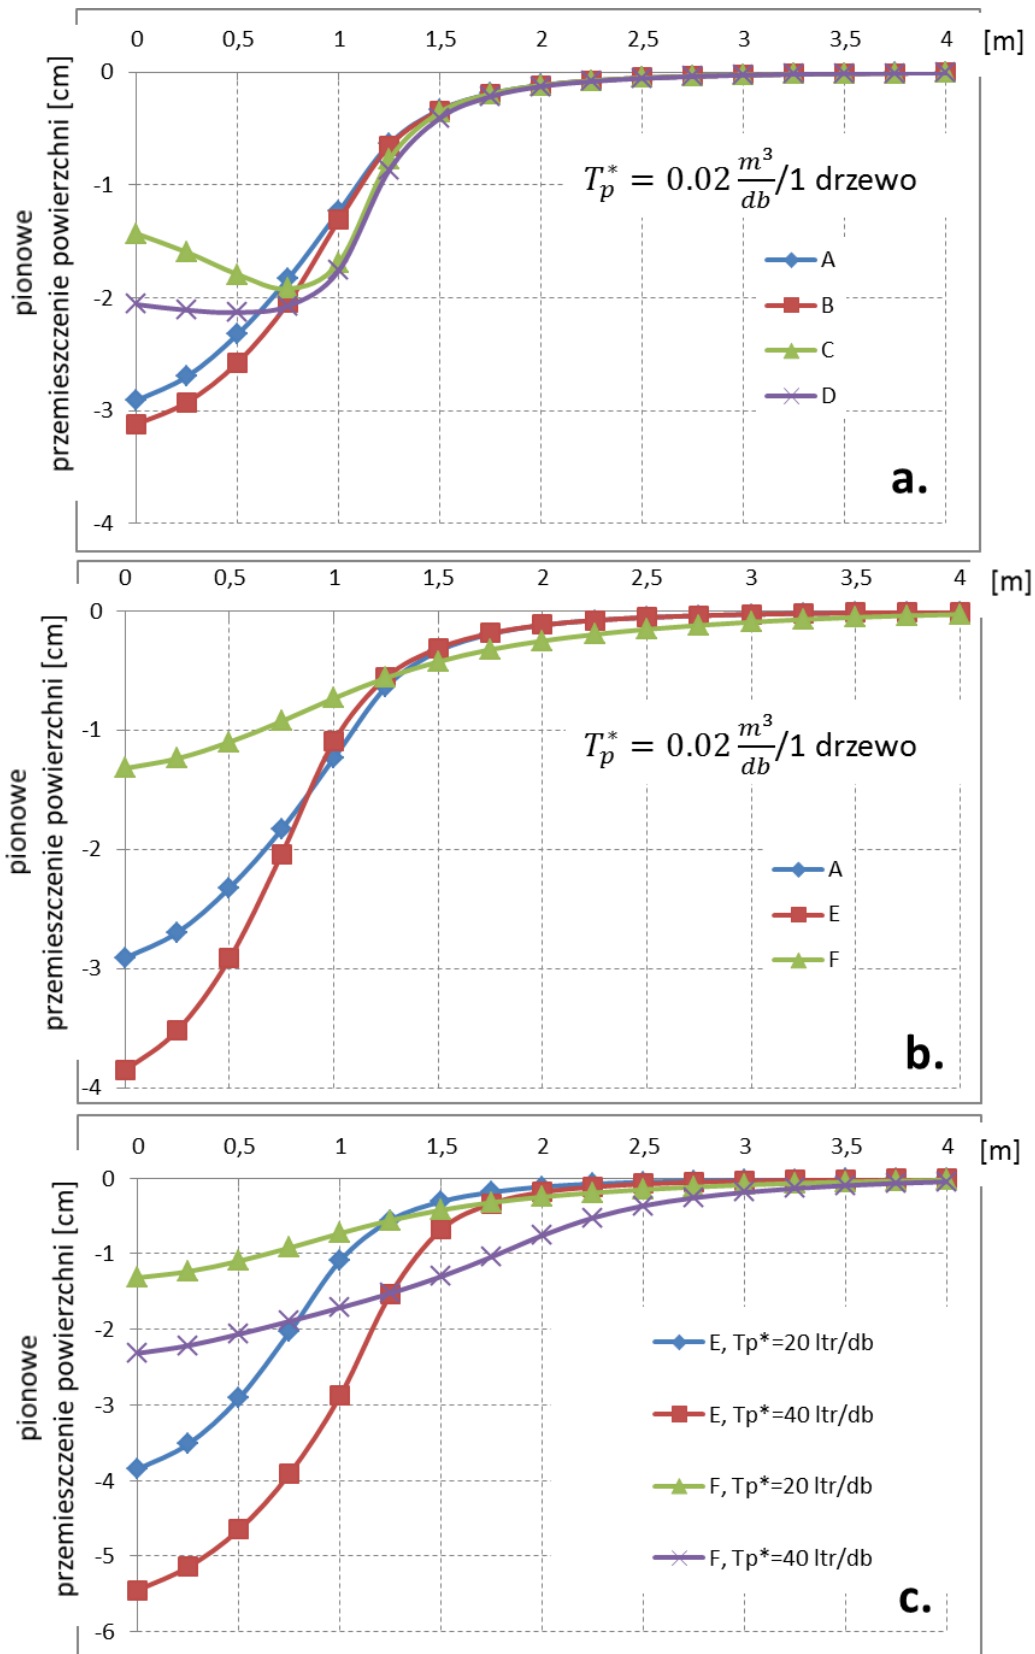 0 0,5 1 1,5 2 2,5 3 3,5 4 [m]
0
-1
-2
-3
-4
pionowe
przemieszczenie powierzchni [cm]
T_p^* = 0.02 m^3/db /1 drzewo
A
B
C
D
a.
0 0,5 1 1,5 2 2,5 3 3,5 4 [m]
0
-1
-2
-3
-4
pionowe
przemieszczenie powierzchni [cm]
T_p^* = 0.02 m^3/db /1 drzewo
A
E
F
b.
0 0,5 1 1,5 2 2,5 3 3,5 4 [m]
0
-1
-2
-3
-4
-5
-6
pionowe
przemieszczenie powierzchni [cm]
E, Tp*=20 ltr/db
E, Tp*=40 ltr/db
F, Tp*=20 ltr/db
F, Tp*=40 ltr/db
c.